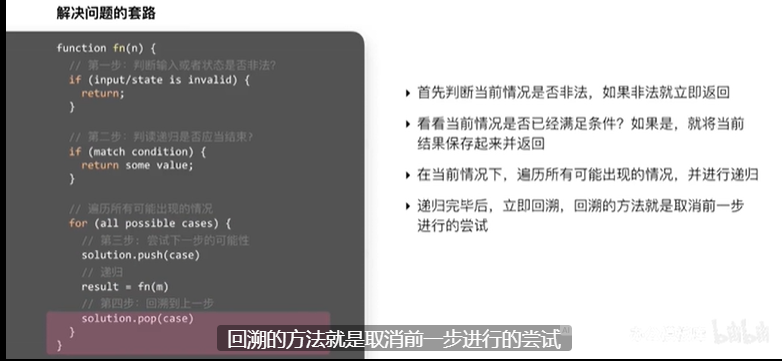 解决问题的套路
function fn(n) {
// 第一步：判断输入或者状态是否非法？
if (input/state is invalid) {
return;
}
// 第二步：判读递归是否应当结束?
if (match condition) {
return some value;
}
// 遍历所有可能出现的情况
for (all possible cases) {
// 第三步：尝试下一步的可能性
solution.push(case)
// 递归
result = fn(m)
// 第四步：回溯到上一步
solution.pop(case)
}
}
首先判断当前情况是否非法，如果非法就立即返回
看看当前情况是否已经满足条件？如果是，就将当前
结果保存起来并返回
在当前情况下，遍历所有可能出现的情况，并进行递归
递归完毕后，立即回溯，回溯的方法就是取消前一步
进行的尝试
回溯的方法就是取消前一步进行的尝试
bilibili